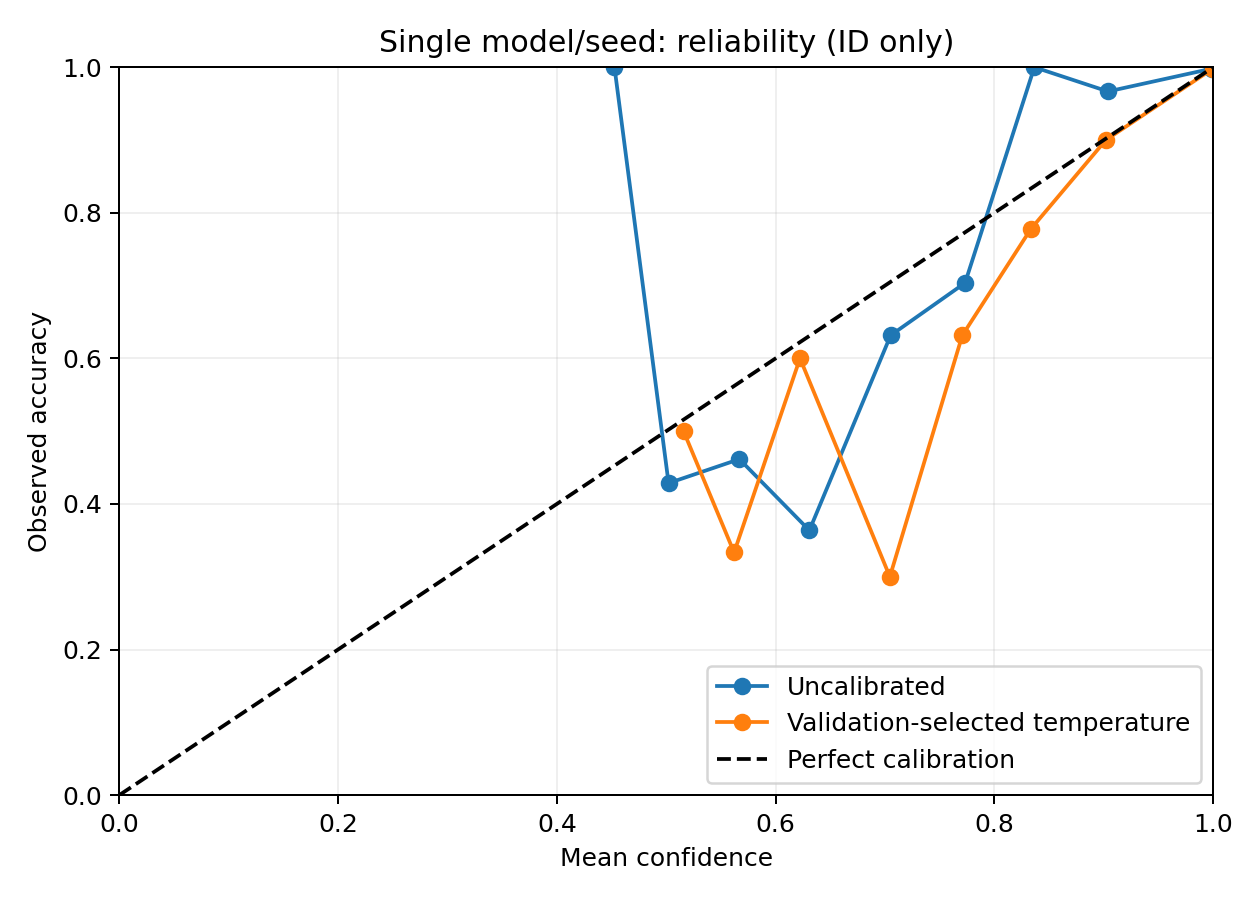 Single model/seed: reliability (ID only)
1.0
0.8
0.6
0.4
0.2
0.0
Observed accuracy
0.0 0.2 0.4 0.6 0.8 1.0
Mean confidence
Uncalibrated
Validation-selected temperature
Perfect calibration